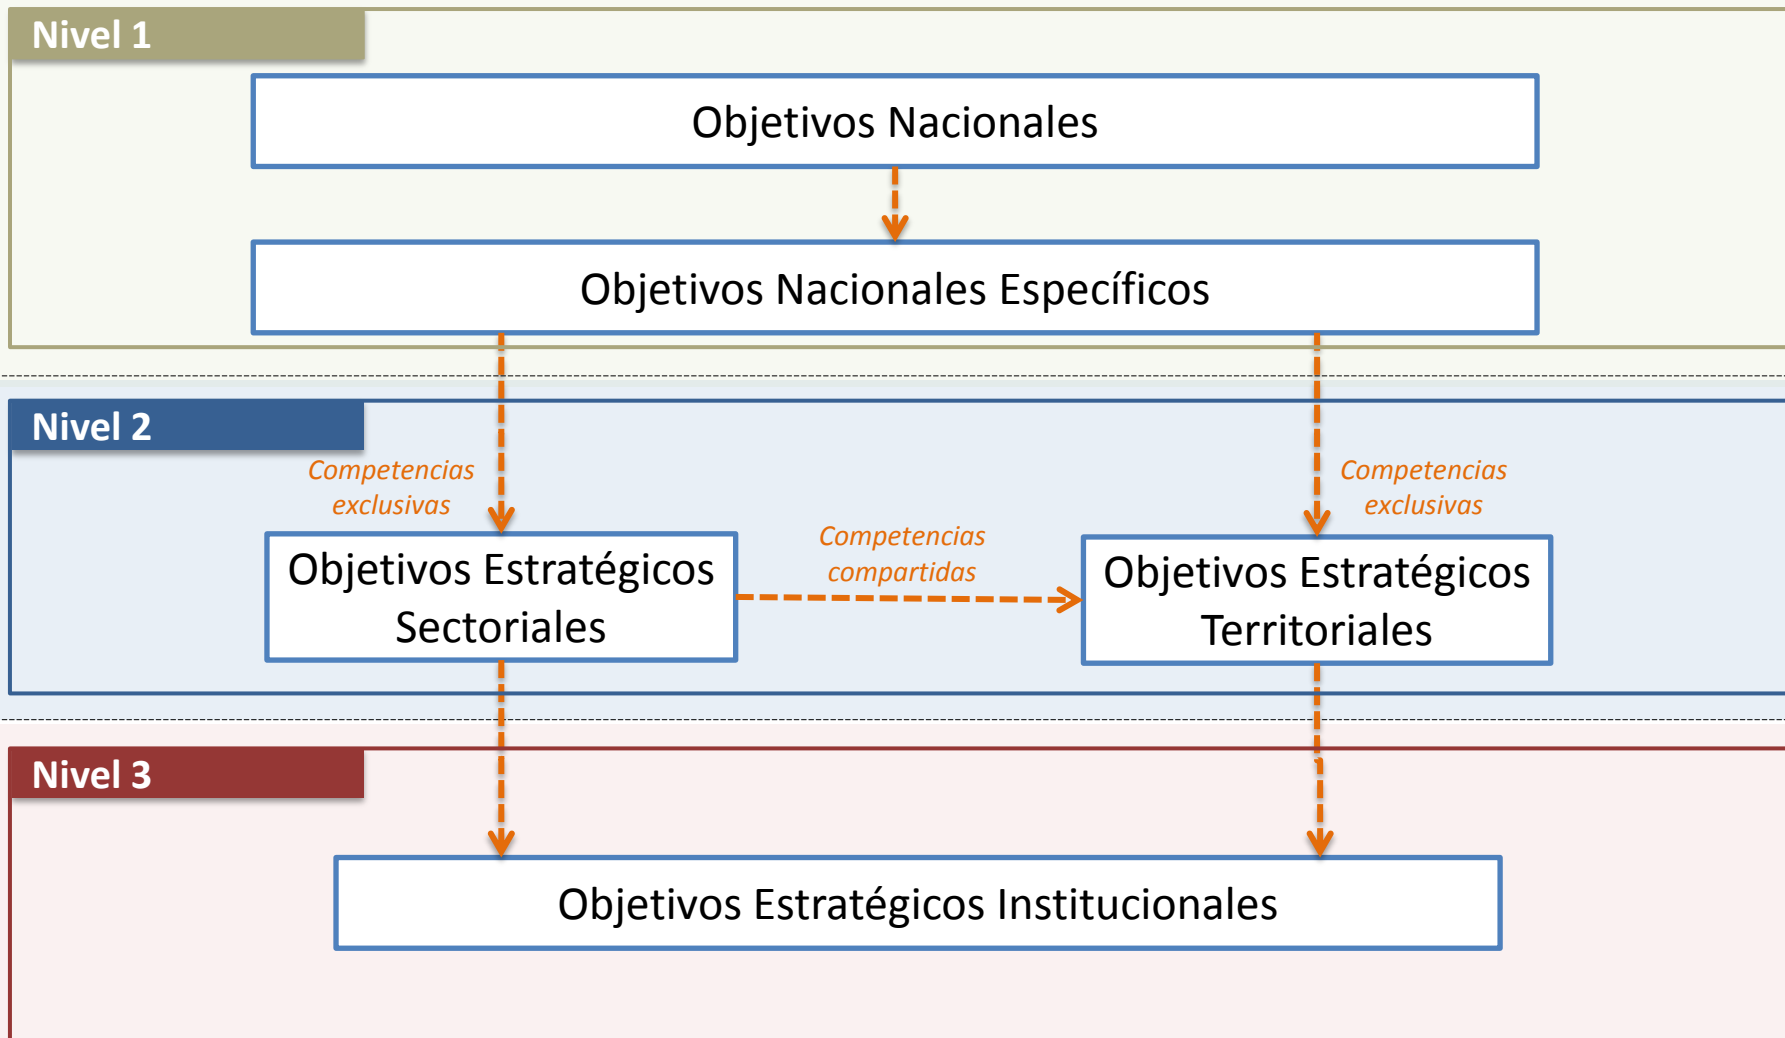 Nivel 1
Objetivos Nacionales
Objetivos Nacionales Específicos
Nivel 2
Competencias
exclusivas
Competencias
exclusivas
Competencias
compartidas
Objetivos Estratégicos
Sectoriales
Objetivos Estratégicos
Territoriales
Nivel 3
Objetivos Estratégicos Institucionales